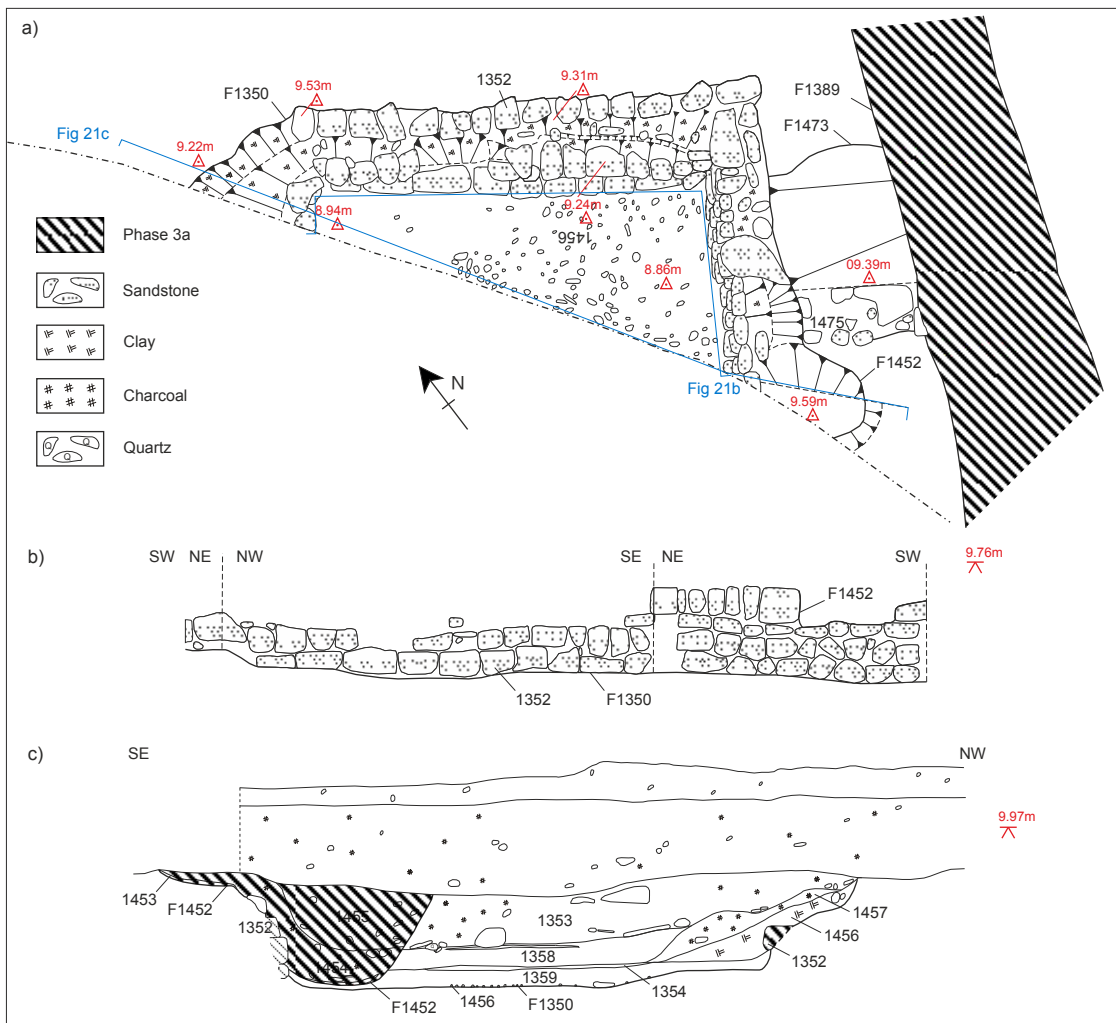 a)
F1350
9.53m
1352
9.31m
F1389
F1473
Fig 21c
9.22m
8.94m
9.24m
1456
8.86m
09.39m
1475
F1452
Fig 21b
9.59m
N
Phase 3a
Sandstone
Clay
Charcoal
Quartz
Q Q
Q
b)
SW NE NW SE NE SW
9.76m
F1452
1352
F1350
c)
SE NW
9.97m
1453
F1452
1352
1455
1353
1457
1456
1454
1358
1352
1359
1354
F1452
1456
F1350